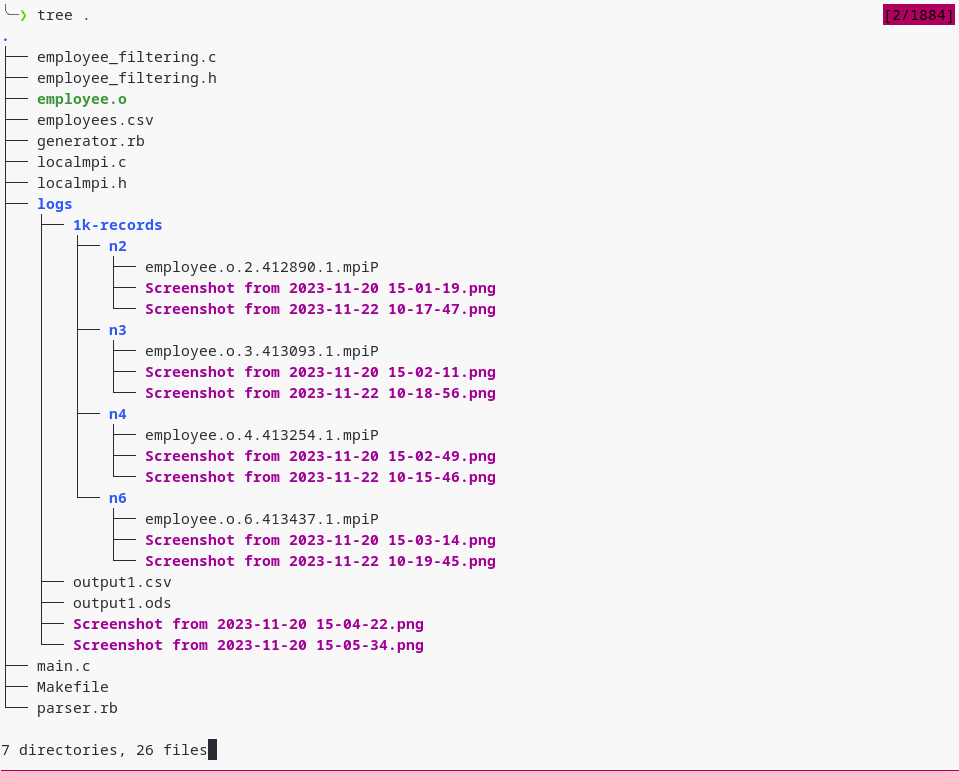 ╰─❯ tree . [2/1884]
.
├── employee_filtering.c
├── employee_filtering.h
├── employee.o
├── employees.csv
├── generator.rb
├── localmpi.c
├── localmpi.h
├── logs
│   ├── 1k-records
│   │   ├── n2
│   │   │   ├── employee.o.2.412890.1.mpiP
│   │   │   ├── Screenshot from 2023-11-20 15-01-19.png
│   │   │   └── Screenshot from 2023-11-22 10-17-47.png
│   │   ├── n3
│   │   │   ├── employee.o.3.413093.1.mpiP
│   │   │   ├── Screenshot from 2023-11-20 15-02-11.png
│   │   │   └── Screenshot from 2023-11-22 10-18-56.png
│   │   ├── n4
│   │   │   ├── employee.o.4.413254.1.mpiP
│   │   │   ├── Screenshot from 2023-11-20 15-02-49.png
│   │   │   └── Screenshot from 2023-11-22 10-15-46.png
│   │   └── n6
│   │       ├── employee.o.6.413437.1.mpiP
│   │       ├── Screenshot from 2023-11-20 15-03-14.png
│   │       └── Screenshot from 2023-11-22 10-19-45.png
│   ├── output1.csv
│   ├── output1.ods
│   ├── Screenshot from 2023-11-20 15-04-22.png
│   └── Screenshot from 2023-11-20 15-05-34.png
├── main.c
├── Makefile
└── parser.rb
7 directories, 26 files